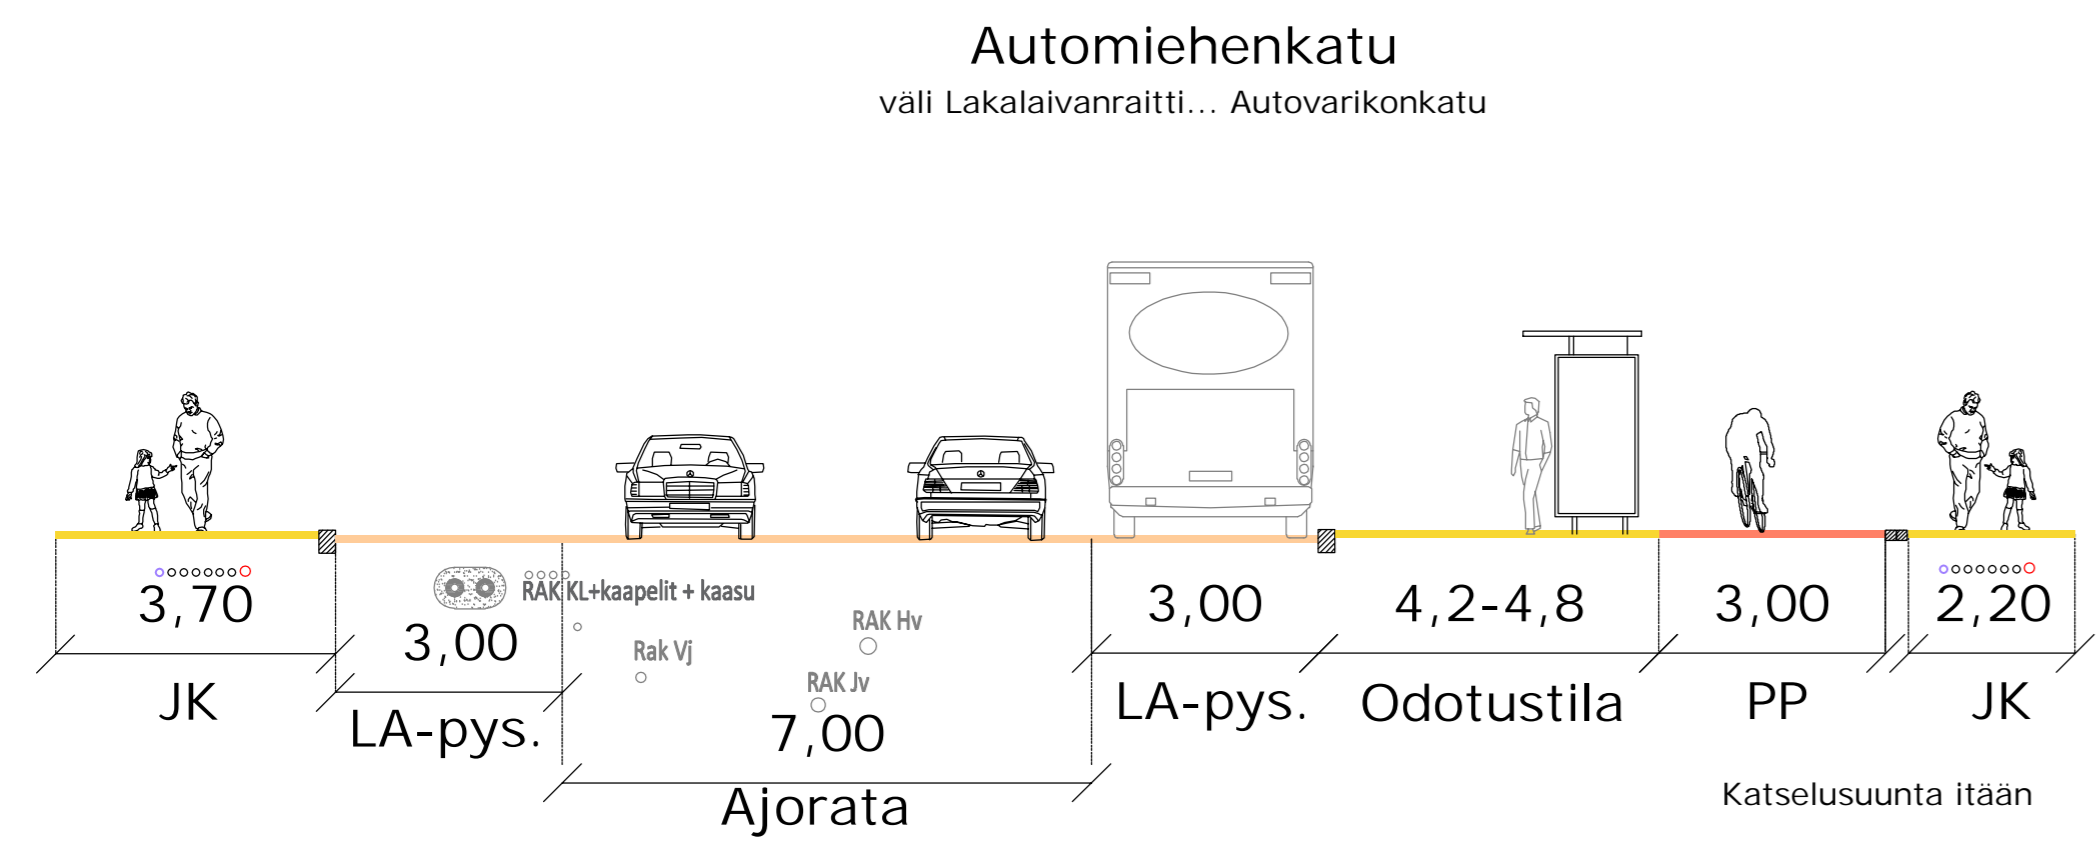 Automiehenkatu
väli Lakalaivanraitti... Autovarikonkatu
3,70
JK
3,00
LA-pys.
RAK KL+kaapelit + kaasu
Rak Vj
RAK Hv
RAK Jv
7,00
Ajorata
3,00
LA-pys.
4,2-4,8
Odotustila
3,00
PP
2,20
JK
Katselusuunta itään